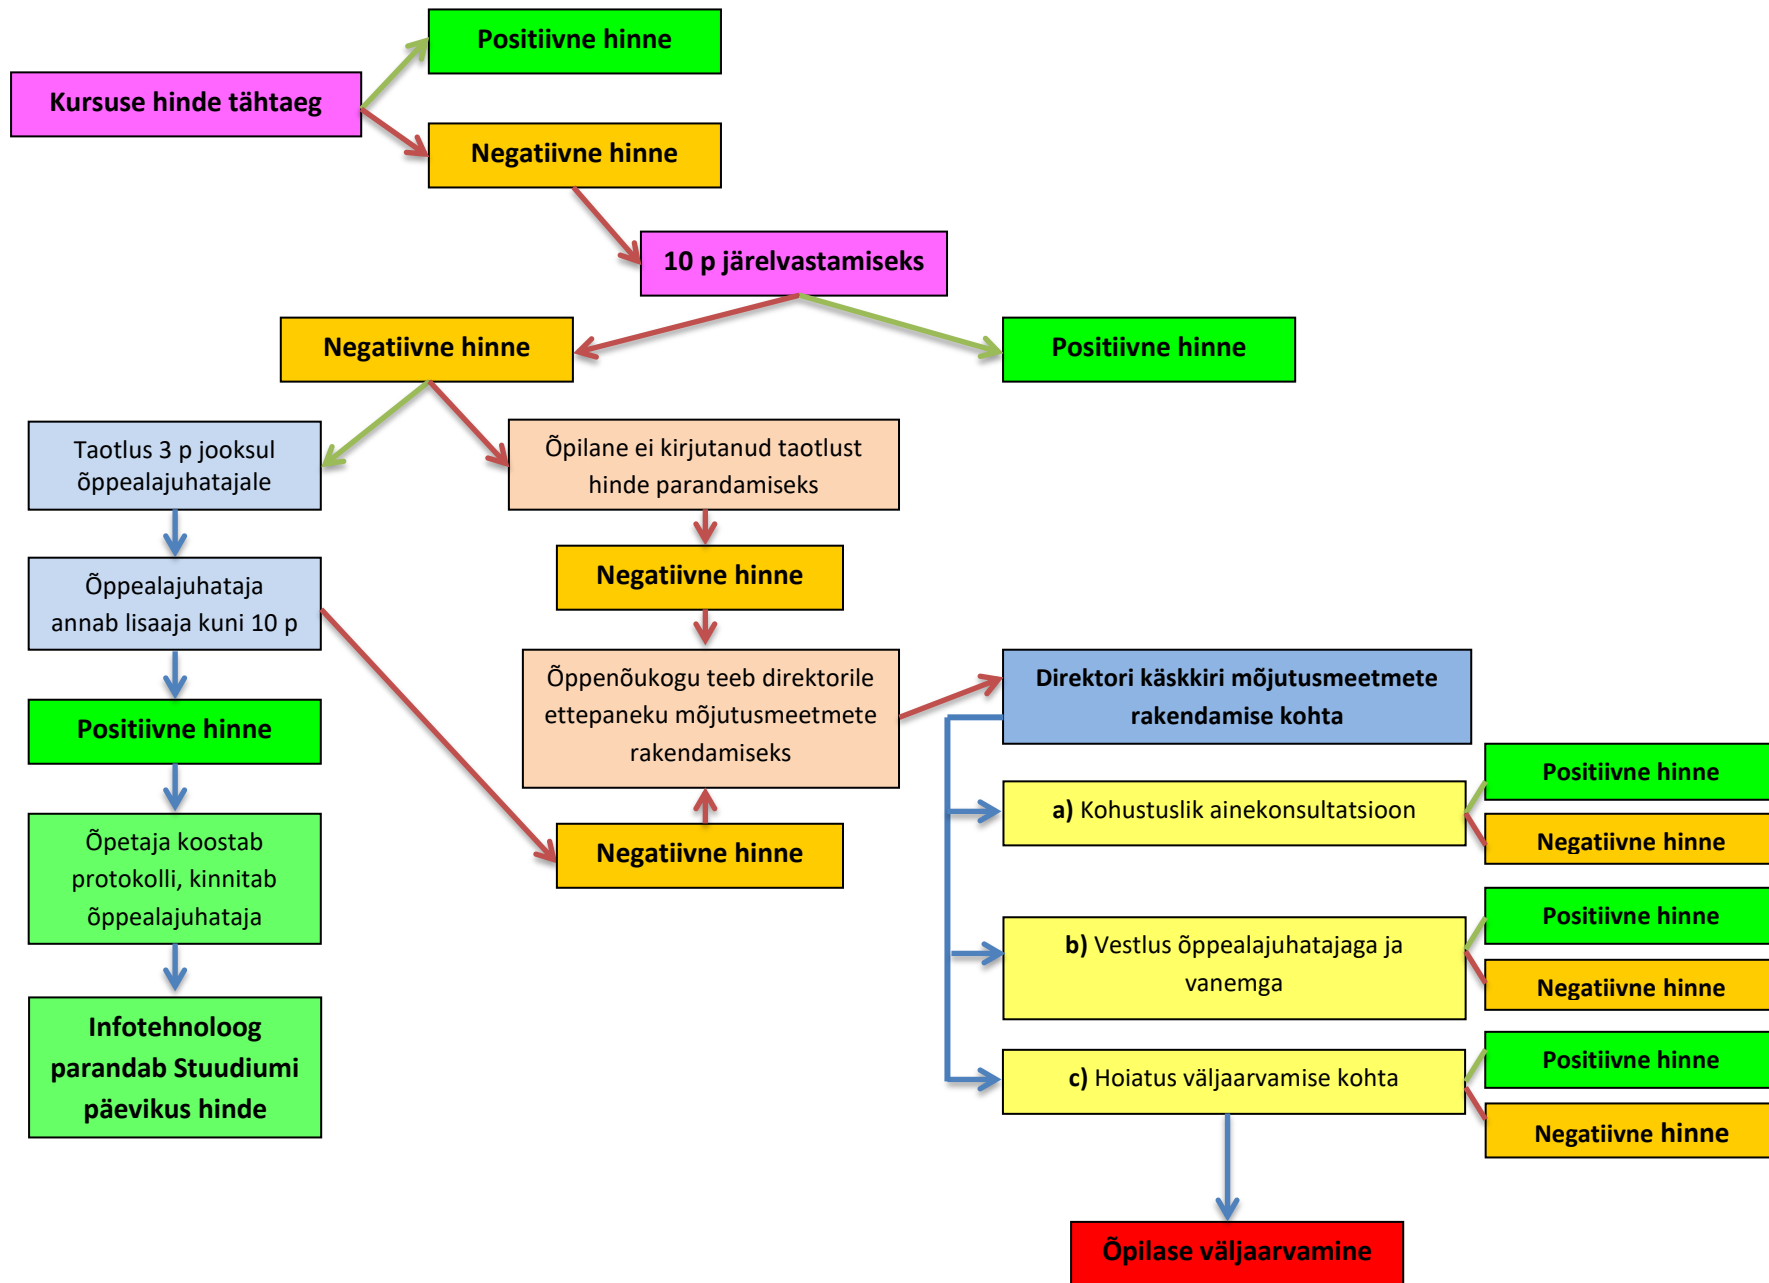 Positiivne hinne
Kursuse hinde tähtaeg
Negatiivne hinne
10 p järelvastamiseks
Negatiivne hinne
Positiivne hinne
Taotlus 3 p jooksul
õppealajuhatajale
Õpilane ei kirjutanud taotlust
hinde parandamiseks
Õppealajuhataja
annab lisaaja kuni 10 p
Negatiivne hinne
Õppenõukogu teeb direktorile
ettepaneku mõjutusmeetmete
rakendamiseks
Direktori käskkiri mõjutusmeetmete
rakendamise kohta
Positiivne hinne
Positiivne hinne
a) Kohustuslik ainekonsultatsioon
Negatiivne hinne
Negatiivne hinne
Õpetaja koostab
protokolli, kinnitab
õppealajuhataja
Positiivne hinne
b) Vestlus õppealajuhatajaga ja
vanemga
Negatiivne hinne
Infotehnoloog
parandab Stuudiumi
päevikus hinde
Positiivne hinne
c) Hoiatus väljaarvamise kohta
Negatiivne hinne
Õpilase väljaarvamine